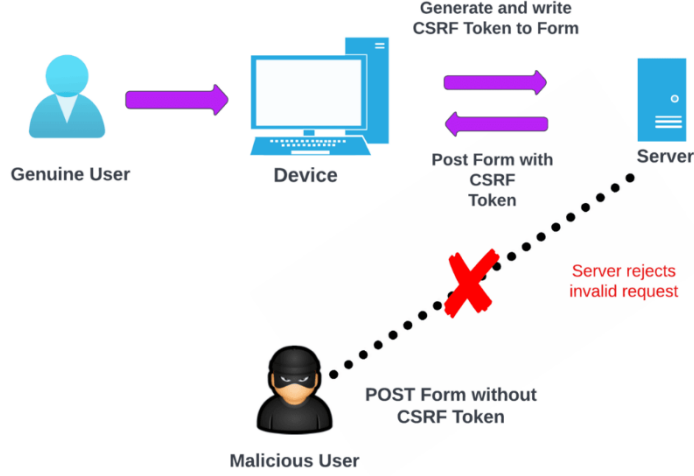 Generate and write
CSRF Token to Form
Genuine User
Device
Post Form with
CSRF
Token
Server
Server rejects
invalid request
POST Form without
CSRF Token
Malicious User